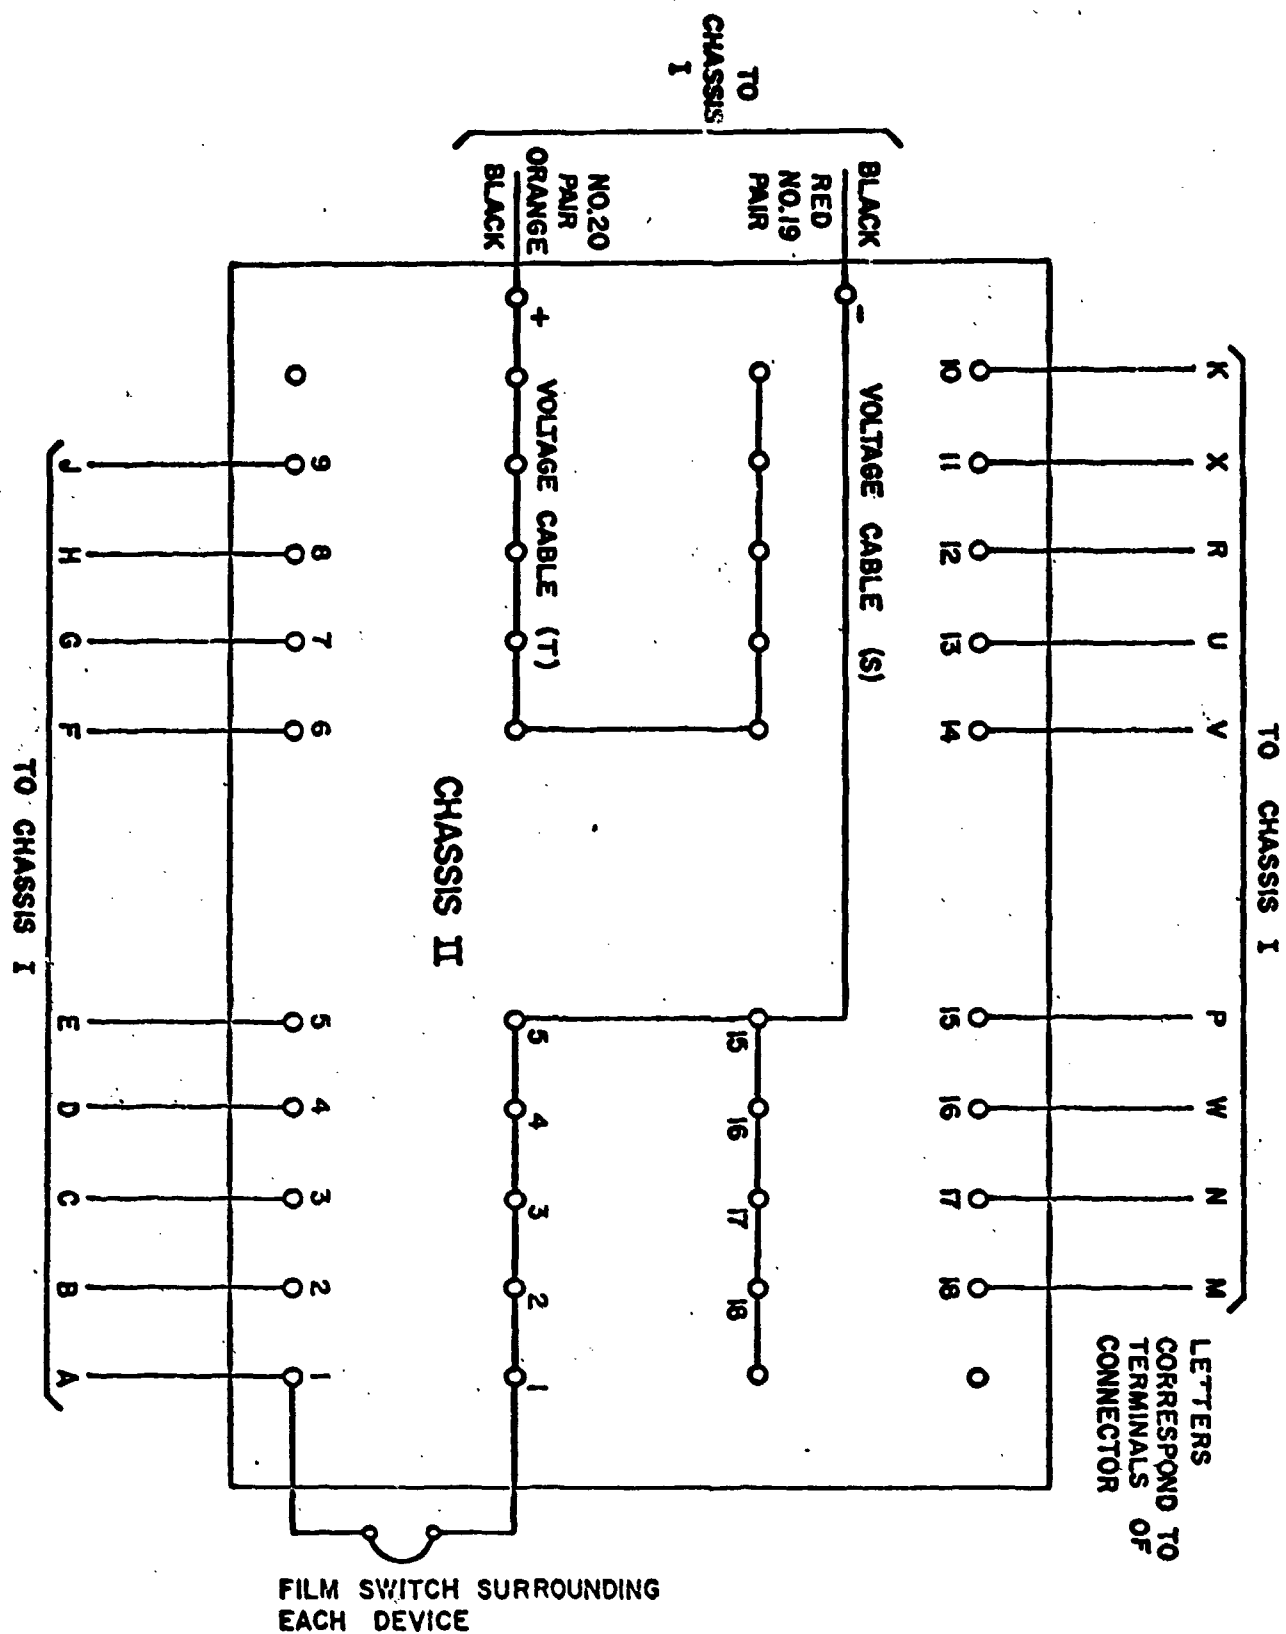 TO
CHASSIS
I
BLACK
RED
NO.19
PAIR
NO.20
PAIR
ORANGE
BLACK
TO CHASSIS I
K
X
R
U
V
P
W
N
M
10
11
12
13
14
15
16
17
18
LETTERS
CORRESPOND TO
TERMINALS OF
CONNECTOR
-
VOLTAGE CABLE (S)
+
VOLTAGE CABLE (T)
15
16
17
18
5
4
3
2
1
CHASSIS II
9
8
7
6
5
4
3
2
1
J
H
G
F
E
D
C
B
A
TO CHASSIS I
FILM SWITCH SURROUNDING
EACH DEVICE